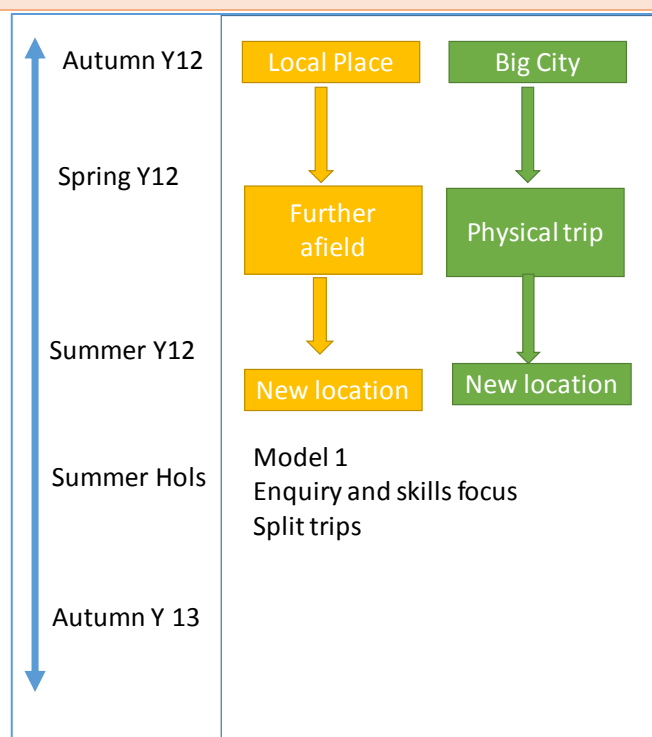 Autumn Y12
Local Place
Big City
Spring Y12
Further
afield
Physical trip
Summer Y12
New location
New location
Summer Hols
Model 1
Enquiry and skills focus
Split trips
Autumn Y 13